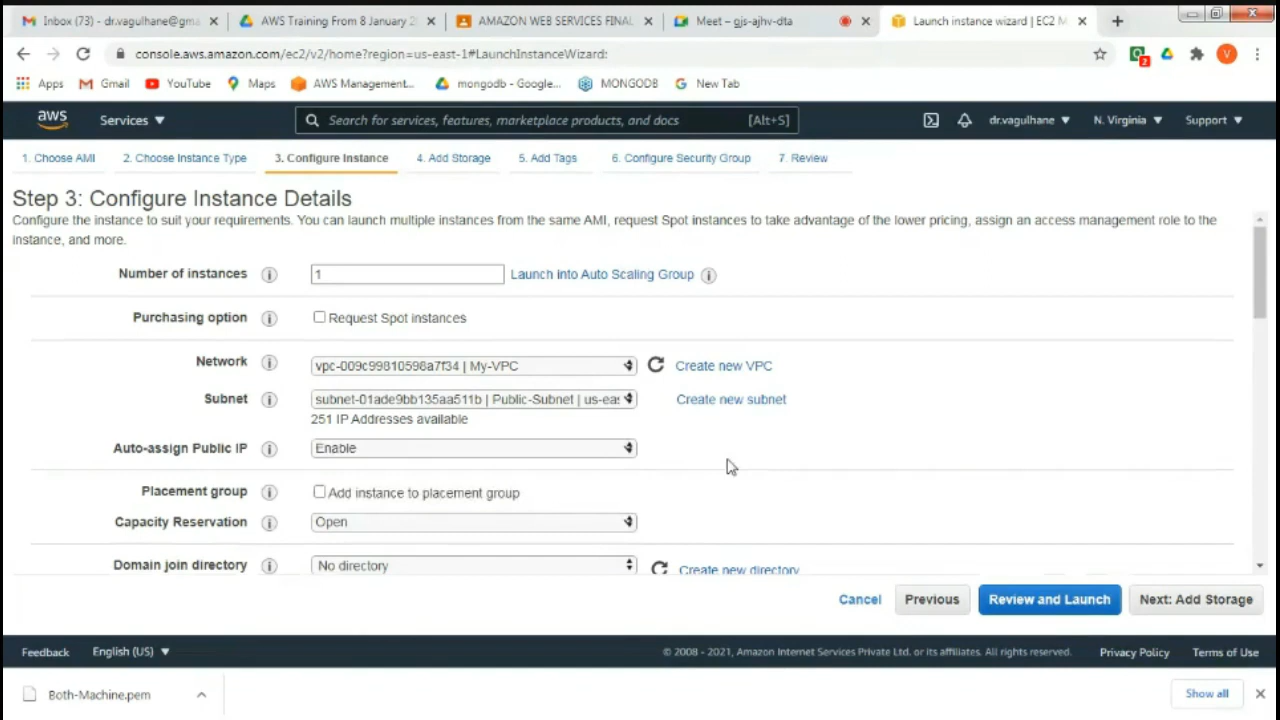 Inbox (73) - dr.vagulhane@gma
AWS Training From 8 January 2
AMAZON WEB SERVICES FINAL
Meet – gjs-ajhv-dta
Launch instance wizard | EC2 M
console.aws.amazon.com/ec2/v2/home?region=us-east-1#LaunchInstanceWizard:
2
V
Apps
Gmail
YouTube
Maps
AWS Management...
mongodb - Google...
MONGODB
New Tab
aws
Services
Search for services, features, marketplace products, and docs
[Alt+S]
dr.vagulhane
N. Virginia
Support
1. Choose AMI
2. Choose Instance Type
3. Configure Instance
4. Add Storage
5. Add Tags
6. Configure Security Group
7. Review
Step 3: Configure Instance Details
Configure the instance to suit your requirements. You can launch multiple instances from the same AMI, request Spot instances to take advantage of the lower pricing, assign an access management role to the
instance, and more.
Number of instances
1
Launch into Auto Scaling Group
Purchasing option
Request Spot instances
Network
vpc-009c99810598a7f34 | My-VPC
Create new VPC
Subnet
subnet-01ade9bb135aa511b | Public-Subnet | us-eas
Create new subnet
251 IP Addresses available
Auto-assign Public IP
Enable
Placement group
Add instance to placement group
Capacity Reservation
Open
Domain join directory
No directory
Create new directory
Cancel
Previous
Review and Launch
Next: Add Storage
Feedback
English (US)
© 2008 - 2021, Amazon Internet Services Private Ltd. or its affiliates. All rights reserved.
Privacy Policy
Terms of Use
Both-Machine.pem
Show all